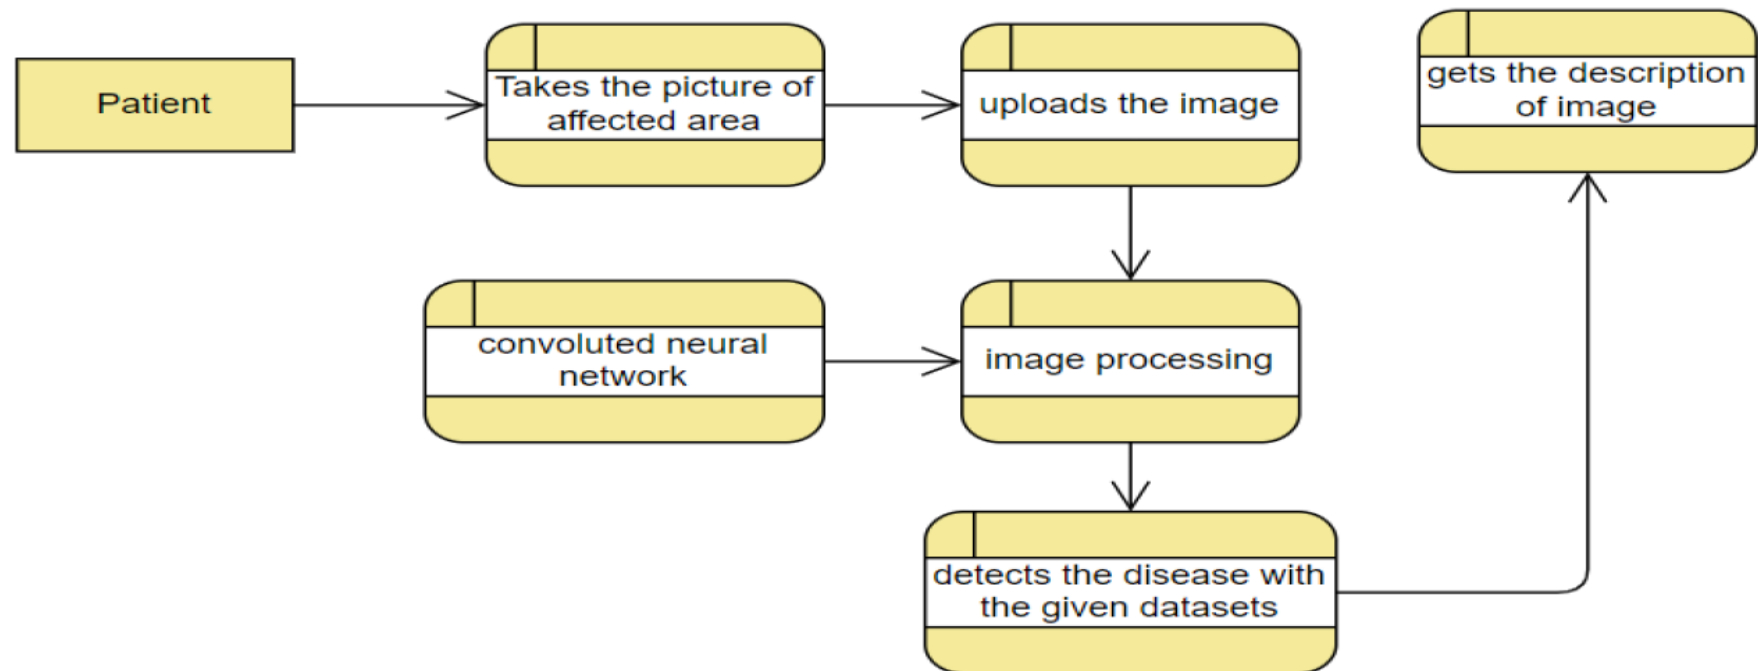 Patient
Takes the picture of
affected area
uploads the image
gets the description
of image
convoluted neural
network
image processing
detects the disease with
the given datasets